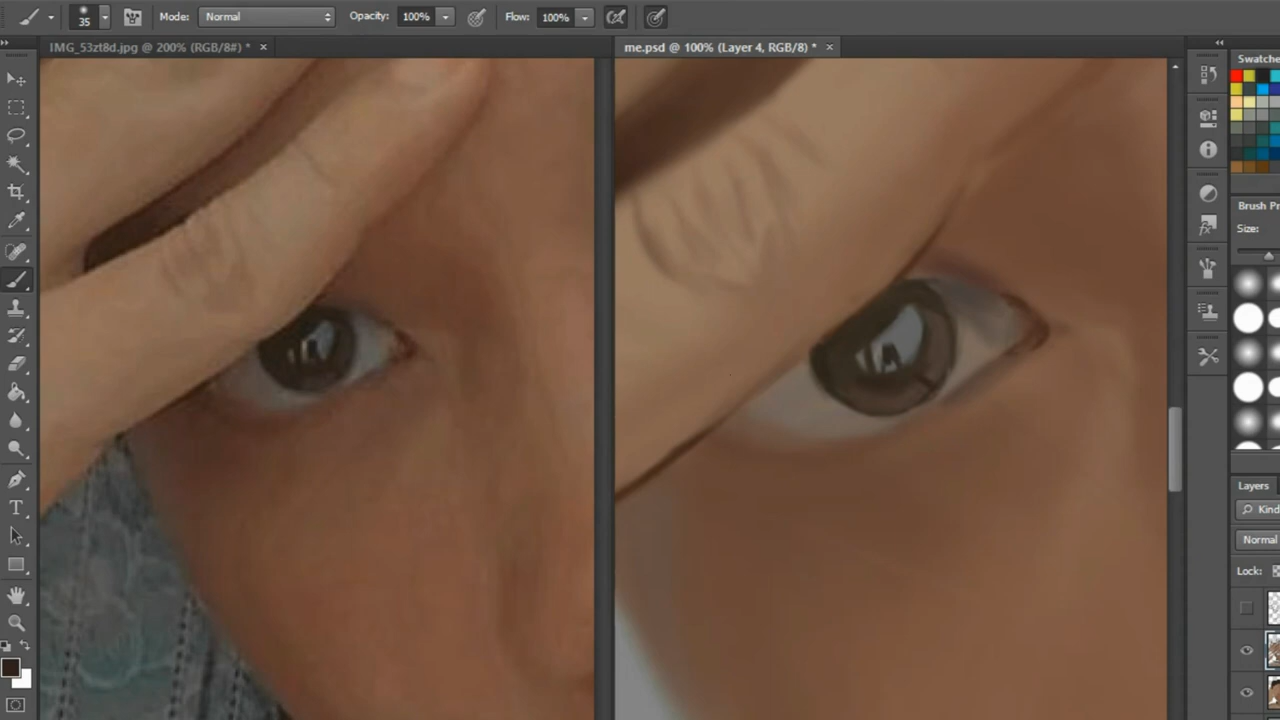 35 Mode: Normal Opacity: 100% Flow: 100%
IMG_53zt8d.jpg @ 200% (RGB/8#) * × me.psd @ 100% (Layer 4, RGB/8) * ×
Swatche
Brush Pr
Size:
T
Layers
Kind
Normal
Lock: